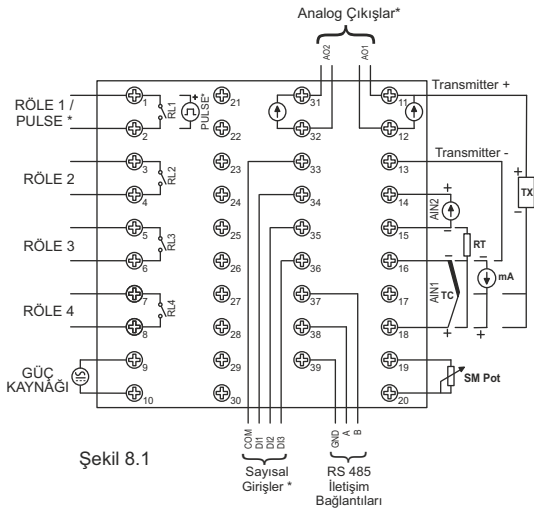 Analog Çıkışlar*
AO2
AO1
Transmitter +
Transmitter -
RÖLE 1 /
PULSE *
RÖLE 2
RÖLE 3
RÖLE 4
GÜÇ
KAYNAĞI
1
2
3
4
5
6
7
8
9
10
RL1
RL2
RL3
RL4
+
PULSE*
21
22
23
24
25
26
27
28
29
30
31
32
33
34
35
36
37
38
39
11
12
13
14
15
16
17
18
19
20
+
AIN2
-
RT
-
-
mA
TC
AIN1
+
+
+
TX
-
SM Pot
COM
DI1
DI2
DI3
GND
A
B
Sayısal
Girişler *
RS 485
İletişim
Bağlantıları
Şekil 8.1